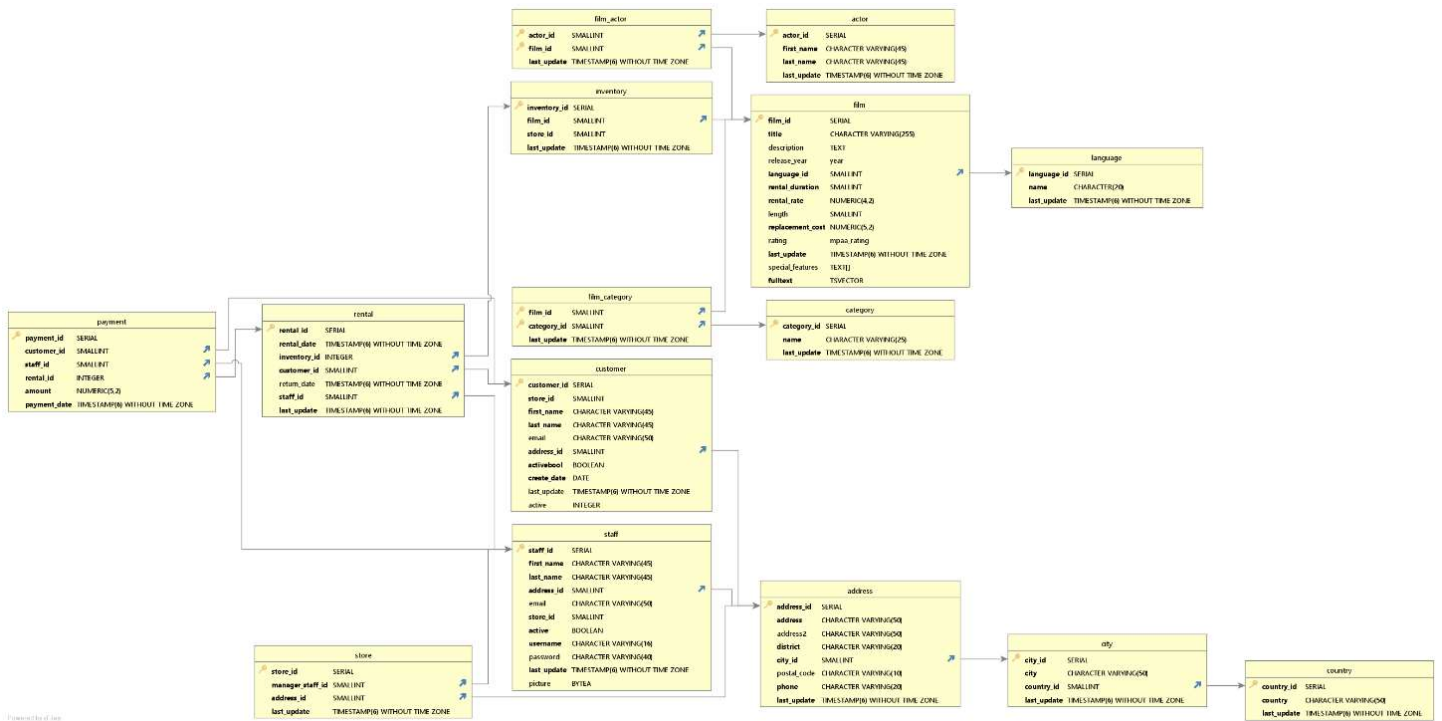 film_actor
actor_id SMALLINT
film_id SMALLINT
last_update TIMESTAMP(6) WITHOUT TIME ZONE
actor
actor_id SERIAL
first_name CHARACTER VARYING(45)
last_name CHARACTER VARYING(45)
last_update TIMESTAMP(6) WITHOUT TIME ZONE
inventory
inventory_id SERIAL
film_id SMALLINT
store_id SMALLINT
last_update TIMESTAMP(6) WITHOUT TIME ZONE
film
film_id SERIAL
title CHARACTER VARYING(255)
description TEXT
release_year year
language_id SMALLINT
rental_duration SMALLINT
rental_rate NUMERIC(4,2)
length SMALLINT
replacement_cost NUMERIC(5,2)
rating mpaa_rating
last_update TIMESTAMP(6) WITHOUT TIME ZONE
special_features TEXT[]
fulltext TSVECTOR
language
language_id SERIAL
name CHARACTER(20)
last_update TIMESTAMP(6) WITHOUT TIME ZONE
film_category
film_id SMALLINT
category_id SMALLINT
last_update TIMESTAMP(6) WITHOUT TIME ZONE
category
category_id SERIAL
name CHARACTER VARYING(25)
last_update TIMESTAMP(6) WITHOUT TIME ZONE
payment
payment_id SERIAL
customer_id SMALLINT
staff_id SMALLINT
rental_id INTEGER
amount NUMERIC(5,2)
payment_date TIMESTAMP(6) WITHOUT TIME ZONE
rental
rental_id SERIAL
rental_date TIMESTAMP(6) WITHOUT TIME ZONE
inventory_id INTEGER
customer_id SMALLINT
return_date TIMESTAMP(6) WITHOUT TIME ZONE
staff_id SMALLINT
last_update TIMESTAMP(6) WITHOUT TIME ZONE
customer
customer_id SERIAL
store_id SMALLINT
first_name CHARACTER VARYING(45)
last_name CHARACTER VARYING(45)
email CHARACTER VARYING(50)
address_id SMALLINT
activebool BOOLEAN
create_date DATE
last_update TIMESTAMP(6) WITHOUT TIME ZONE
active INTEGER
staff
staff_id SERIAL
first_name CHARACTER VARYING(45)
last_name CHARACTER VARYING(45)
address_id SMALLINT
email CHARACTER VARYING(50)
store_id SMALLINT
active BOOLEAN
username CHARACTER VARYING(16)
password CHARACTER VARYING(40)
last_update TIMESTAMP(6) WITHOUT TIME ZONE
picture BYTEA
store
store_id SERIAL
manager_staff_id SMALLINT
address_id SMALLINT
last_update TIMESTAMP(6) WITHOUT TIME ZONE
address
address_id SERIAL
address CHARACTER VARYING(50)
address2 CHARACTER VARYING(50)
district CHARACTER VARYING(20)
city_id SMALLINT
postal_code CHARACTER VARYING(10)
phone CHARACTER VARYING(20)
last_update TIMESTAMP(6) WITHOUT TIME ZONE
city
city_id SERIAL
city CHARACTER VARYING(50)
country_id SMALLINT
last_update TIMESTAMP(6) WITHOUT TIME ZONE
country
country_id SERIAL
country CHARACTER VARYING(50)
last_update TIMESTAMP(6) WITHOUT TIME ZONE